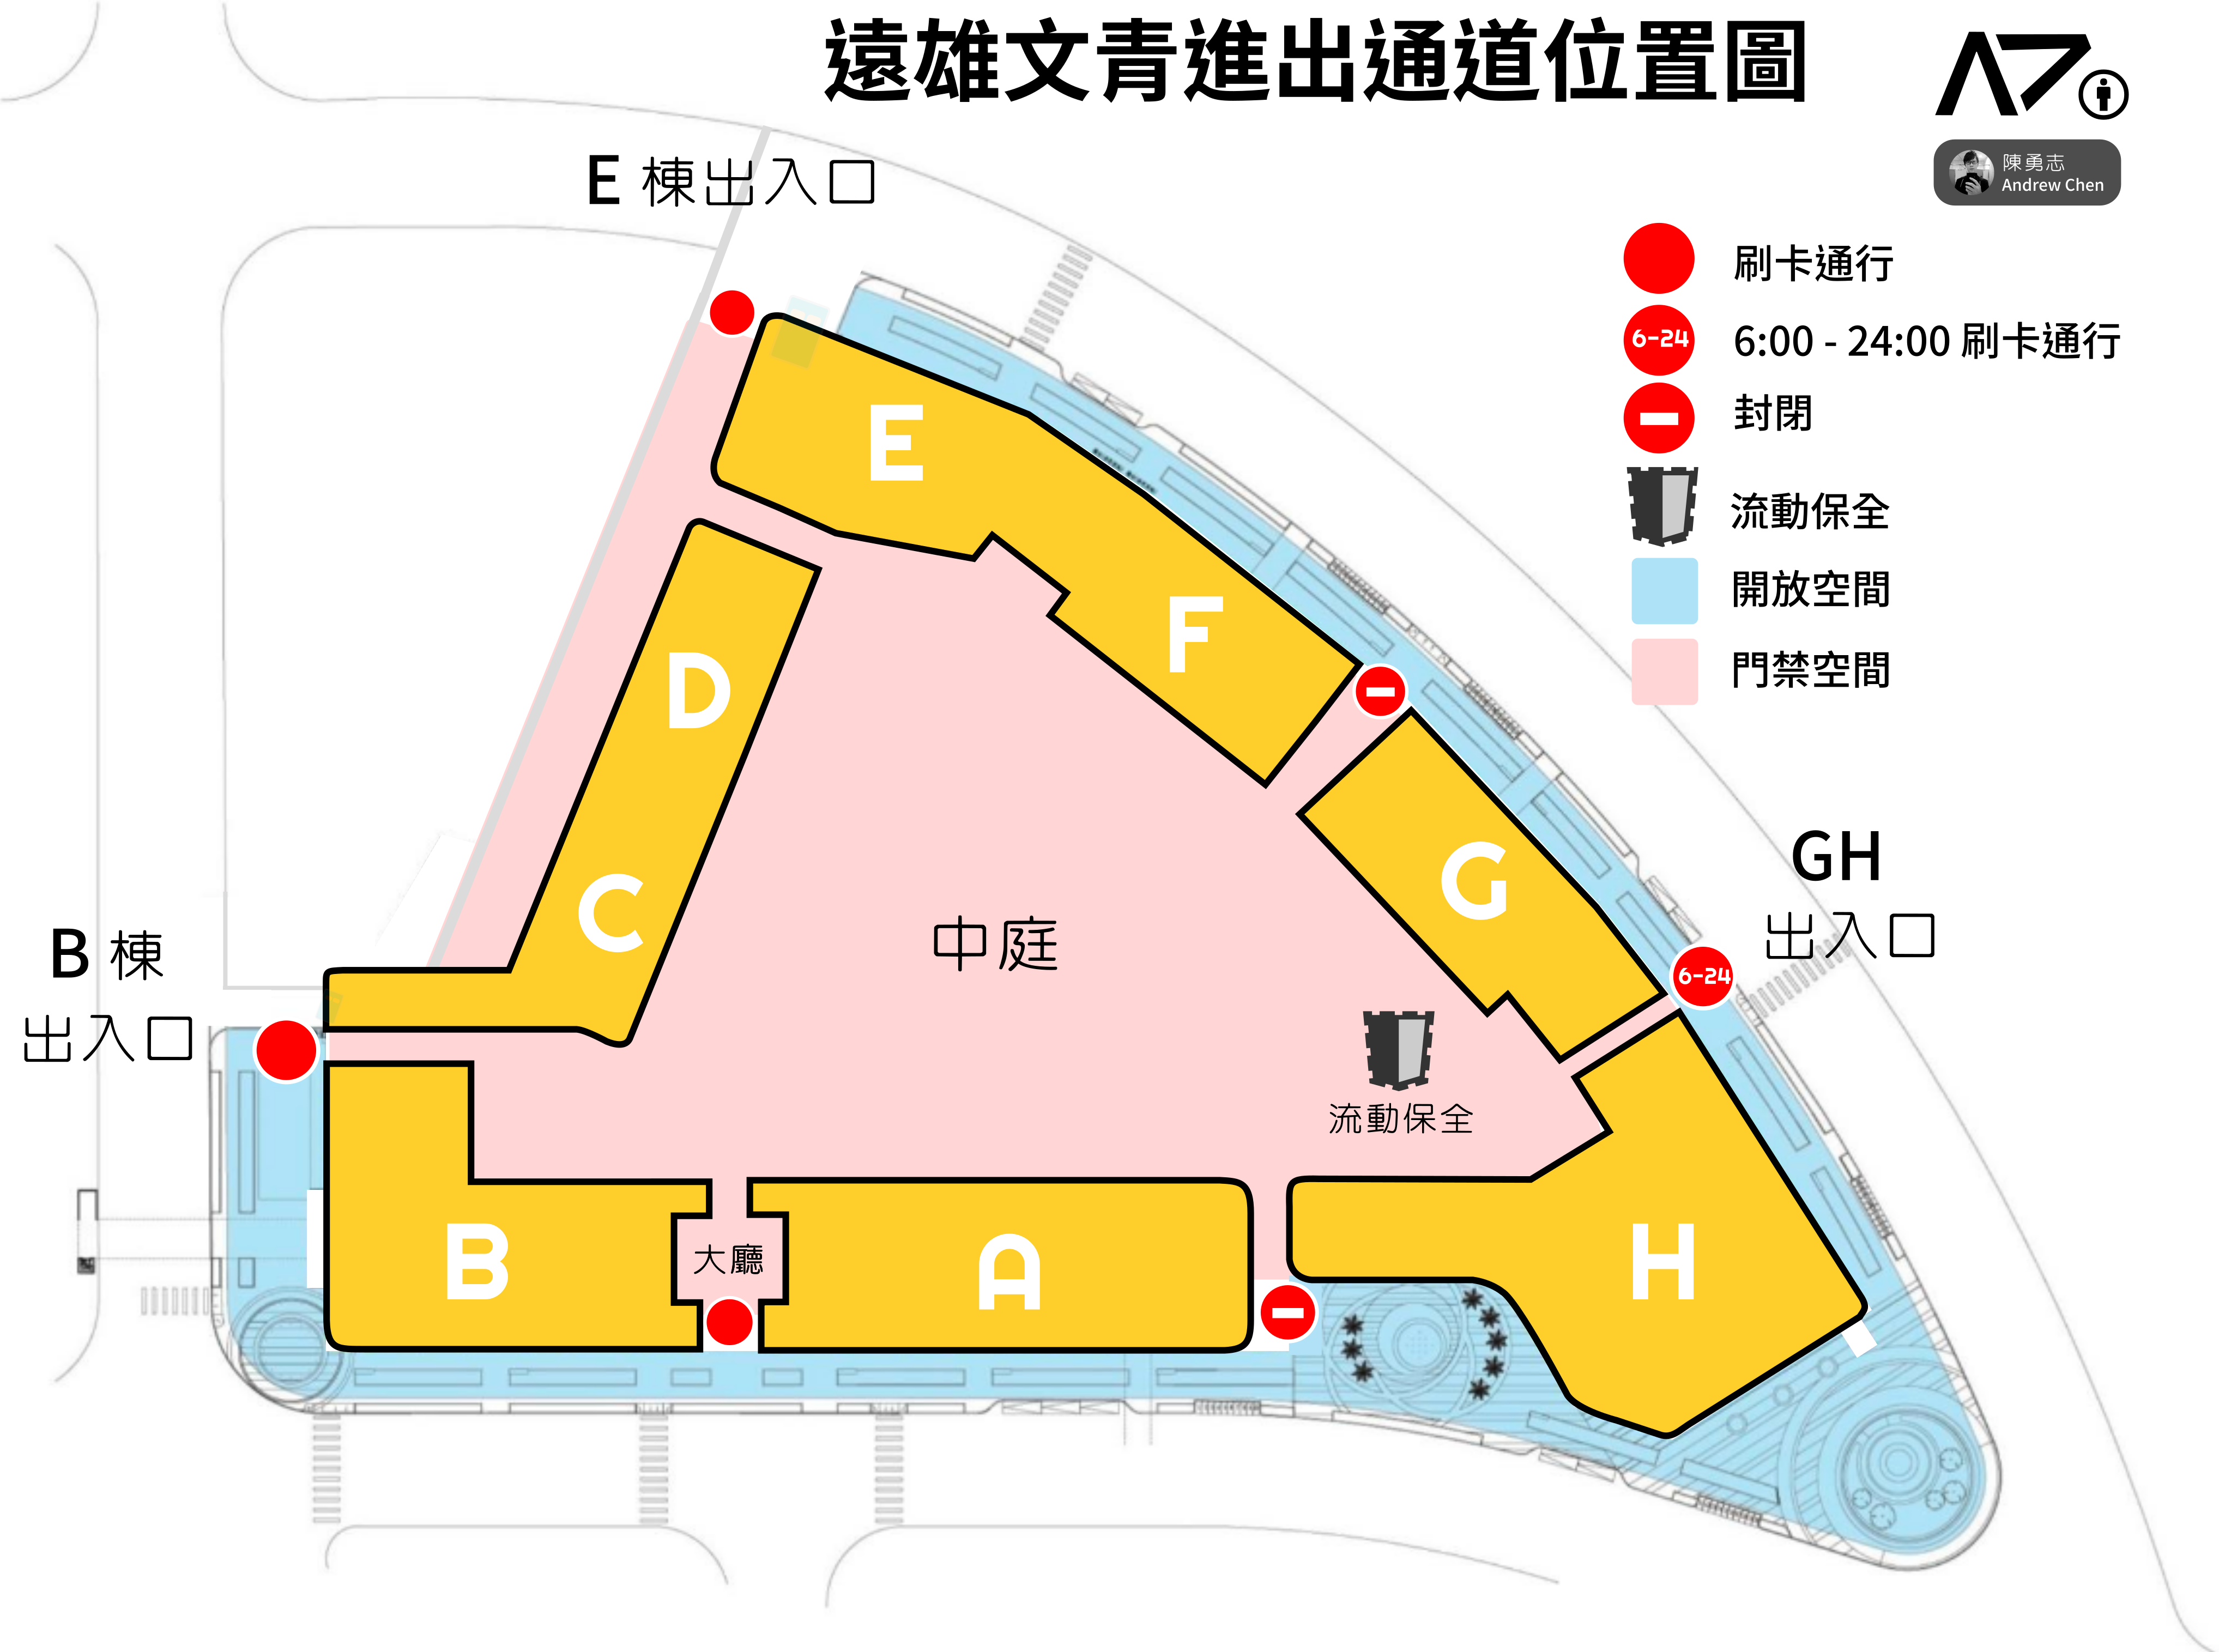 遠雄文青進出通道位置圖
A7
陳勇志
Andrew Chen
E 棟出入口
刷卡通行
6-24
6:00 - 24:00 刷卡通行
封閉
流動保全
開放空間
門禁空間
E
F
D
C
G
GH
出入口
6-24
B 棟
出入口
中庭
流動保全
B
大廳
A
H